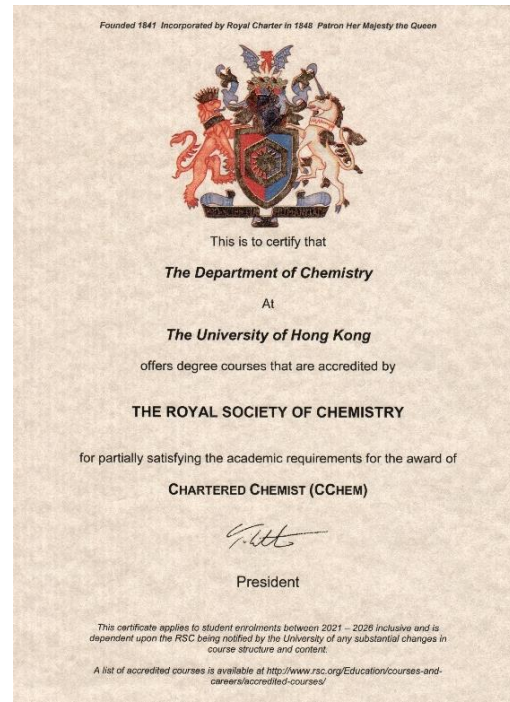 Founded 1841 Incorporated by Royal Charter in 1848 Patron Her Majesty the Queen
This is to certify that
The Department of Chemistry
At
The University of Hong Kong
offers degree courses that are accredited by
THE ROYAL SOCIETY OF CHEMISTRY
for partially satisfying the academic requirements for the award of
CHARTERED CHEMIST (CCHEM)
President
This certificate applies to student enrolments between 2021 – 2026 inclusive and is
dependent upon the RSC being notified by the University of any substantial changes in
course structure and content.
A list of accredited courses is available at http://www.rsc.org/Education/courses-and-
careers/accredited-courses/